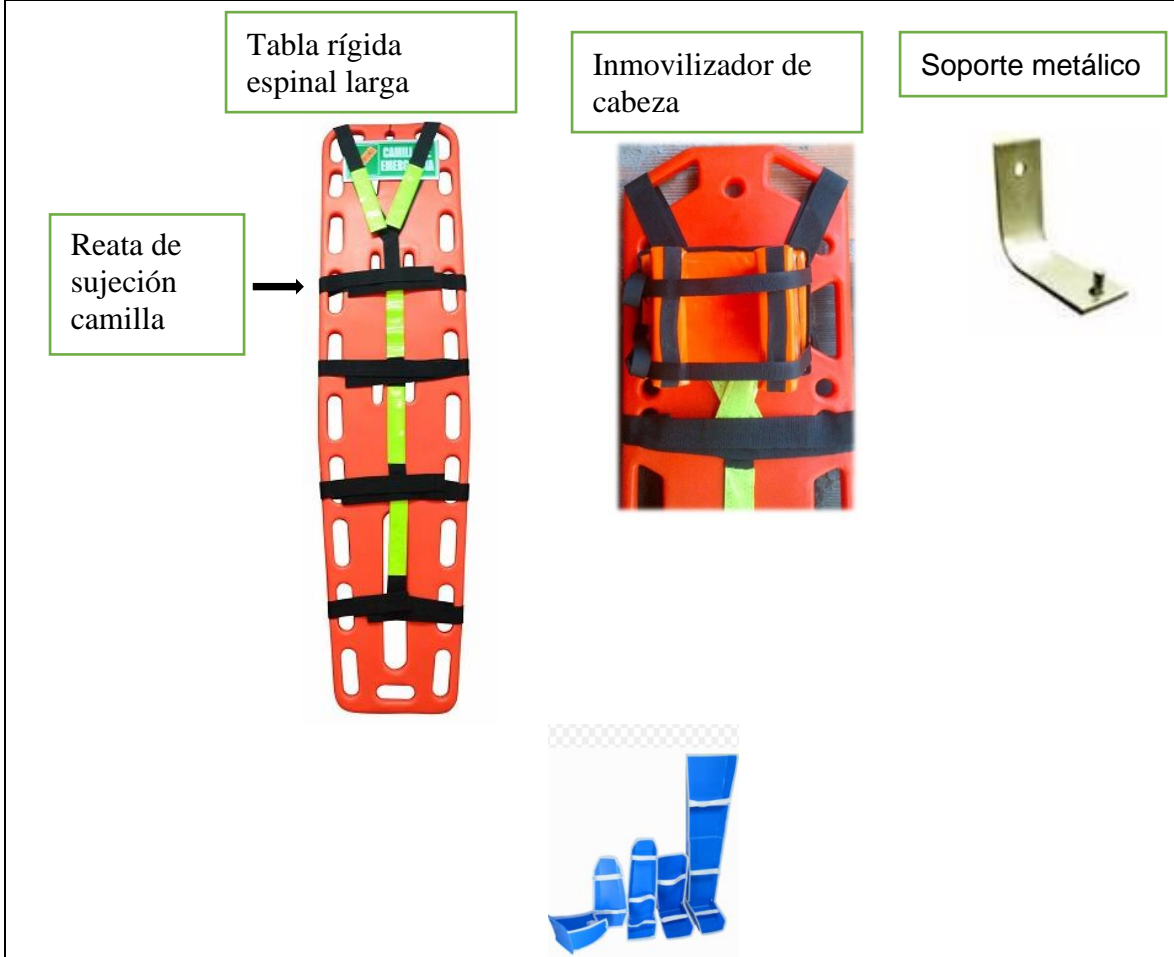 Tabla rígida
espinal larga
Inmovilizador de
cabeza
Soporte metálico
Reata de
sujeción
camilla